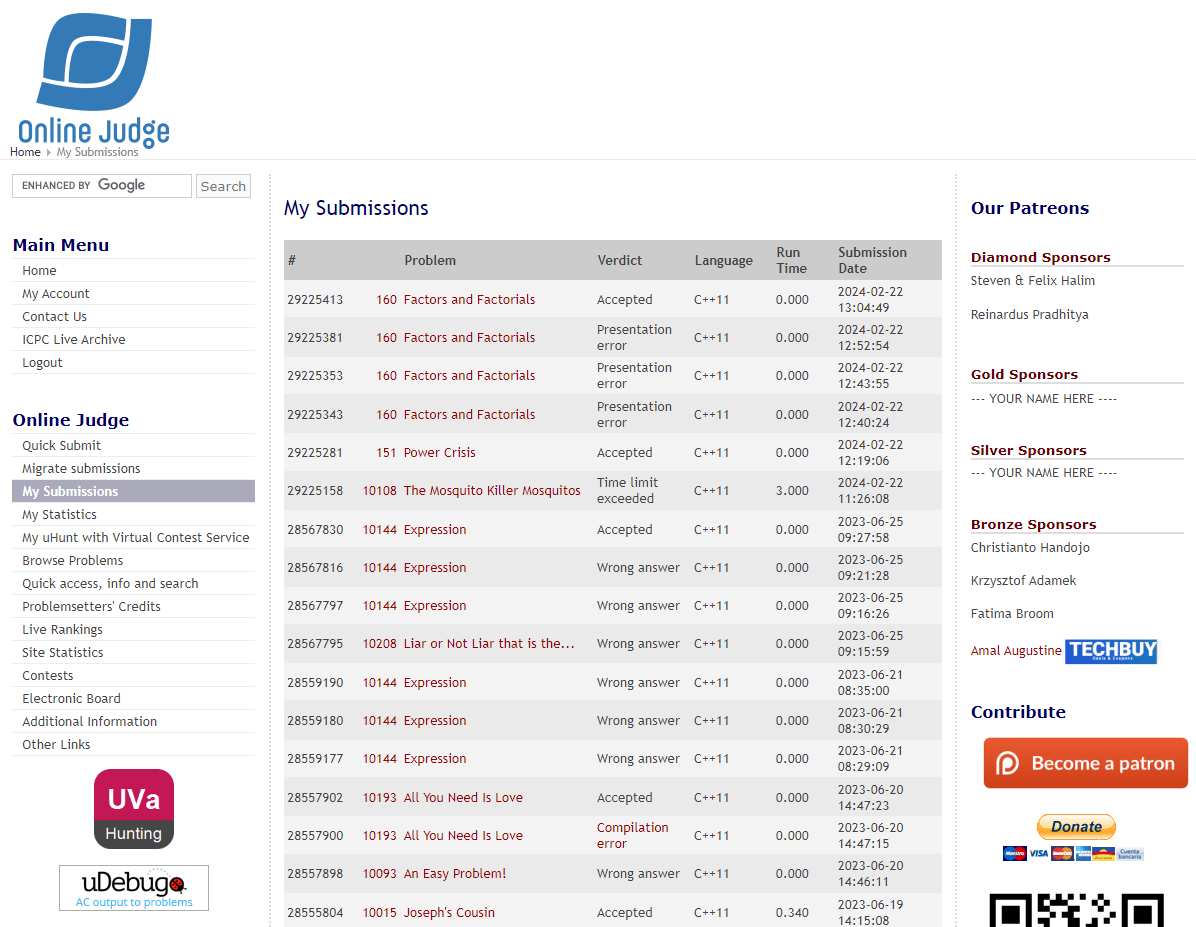 Online Judge
Home My Submissions
ENHANCED BY Google Search
Main Menu
Home
My Account
Contact Us
ICPC Live Archive
Logout
Online Judge
Quick Submit
Migrate submissions
My Submissions
My Statistics
My uHunt with Virtual Contest Service
Browse Problems
Quick access, info and search
Problemsetters' Credits
Live Rankings
Site Statistics
Contests
Electronic Board
Additional Information
Other Links
UVa
Hunting
uDebug
AC output to problems
My Submissions
# Problem Verdict Language Run Time Submission Date
29225413 160 Factors and Factorials Accepted C++11 0.000 2024-02-22 13:04:49
29225381 160 Factors and Factorials Presentation error C++11 0.000 2024-02-22 12:52:54
29225353 160 Factors and Factorials Presentation error C++11 0.000 2024-02-22 12:43:55
29225343 160 Factors and Factorials Presentation error C++11 0.000 2024-02-22 12:40:24
29225281 151 Power Crisis Accepted C++11 0.000 2024-02-22 12:19:06
29225158 10108 The Mosquito Killer Mosquitos Time limit exceeded C++11 3.000 2024-02-22 11:26:08
28567830 10144 Expression Accepted C++11 0.000 2023-06-25 09:27:58
28567816 10144 Expression Wrong answer C++11 0.000 2023-06-25 09:21:28
28567797 10144 Expression Wrong answer C++11 0.000 2023-06-25 09:16:26
28567795 10208 Liar or Not Liar that is the... Wrong answer C++11 0.000 2023-06-25 09:15:59
28559190 10144 Expression Wrong answer C++11 0.000 2023-06-21 08:35:00
28559180 10144 Expression Wrong answer C++11 0.000 2023-06-21 08:30:29
28559177 10144 Expression Wrong answer C++11 0.000 2023-06-21 08:29:09
28557902 10193 All You Need Is Love Accepted C++11 0.000 2023-06-20 14:47:23
28557900 10193 All You Need Is Love Compilation error C++11 0.000 2023-06-20 14:47:15
28557898 10093 An Easy Problem! Wrong answer C++11 0.000 2023-06-20 14:46:11
28555804 10015 Joseph's Cousin Accepted C++11 0.340 2023-06-19 14:15:08
Our Patreons
Diamond Sponsors
Steven & Felix Halim
Reinardus Pradhitya
Gold Sponsors
--- YOUR NAME HERE ----
Silver Sponsors
--- YOUR NAME HERE ----
Bronze Sponsors
Christianto Handojo
Krzysztof Adamek
Fatima Broom
Amal Augustine TECHBUY
Contribute
Become a patron
Donate
Maestro VISA Cuenta bancaria